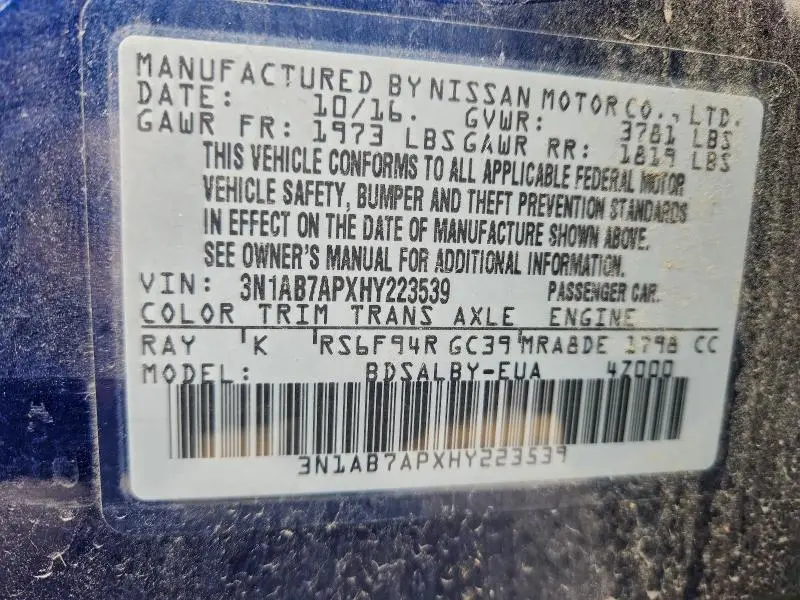 MANUFACTURED BY NISSAN MOTOR CO., LTD.
DATE: 10/16. GVWR: 3781 LBS
GAWR FR: 1973 LBS GAWR RR: 1819 LBS
THIS VEHICLE CONFORMS TO ALL APPLICABLE FEDERAL MOTOR
VEHICLE SAFETY, BUMPER AND THEFT PREVENTION STANDARDS
IN EFFECT ON THE DATE OF MANUFACTURE SHOWN ABOVE.
SEE OWNER'S MANUAL FOR ADDITIONAL INFORMATION.
VIN: 3N1AB7APXHY223539 PASSENGER CAR.
COLOR TRIM TRANS AXLE ENGINE
RAY K RS6F94R GC39 MRA8DE 1798 CC
MODEL: BDSALBY-EUA 47000
3N1AB7APXHY223539